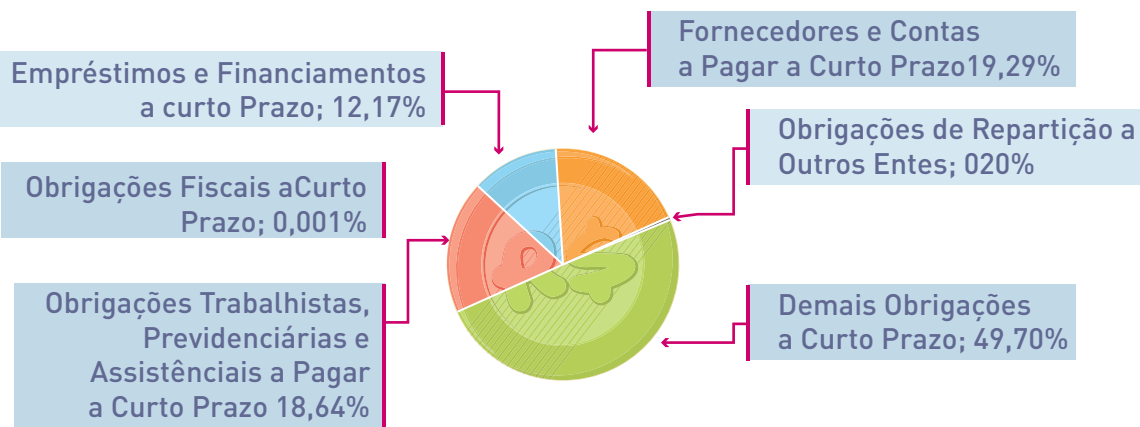 Empréstimos e Financiamentos
a curto Prazo; 12,17%
Obrigações Fiscais aCurto
Prazo; 0,001%
Obrigações Trabalhistas,
Previdenciárias e
Assistênciais a Pagar
a Curto Prazo 18,64%
Fornecedores e Contas
a Pagar a Curto Prazo19,29%
Obrigações de Repartição a
Outros Entes; 020%
Demais Obrigações
a Curto Prazo; 49,70%